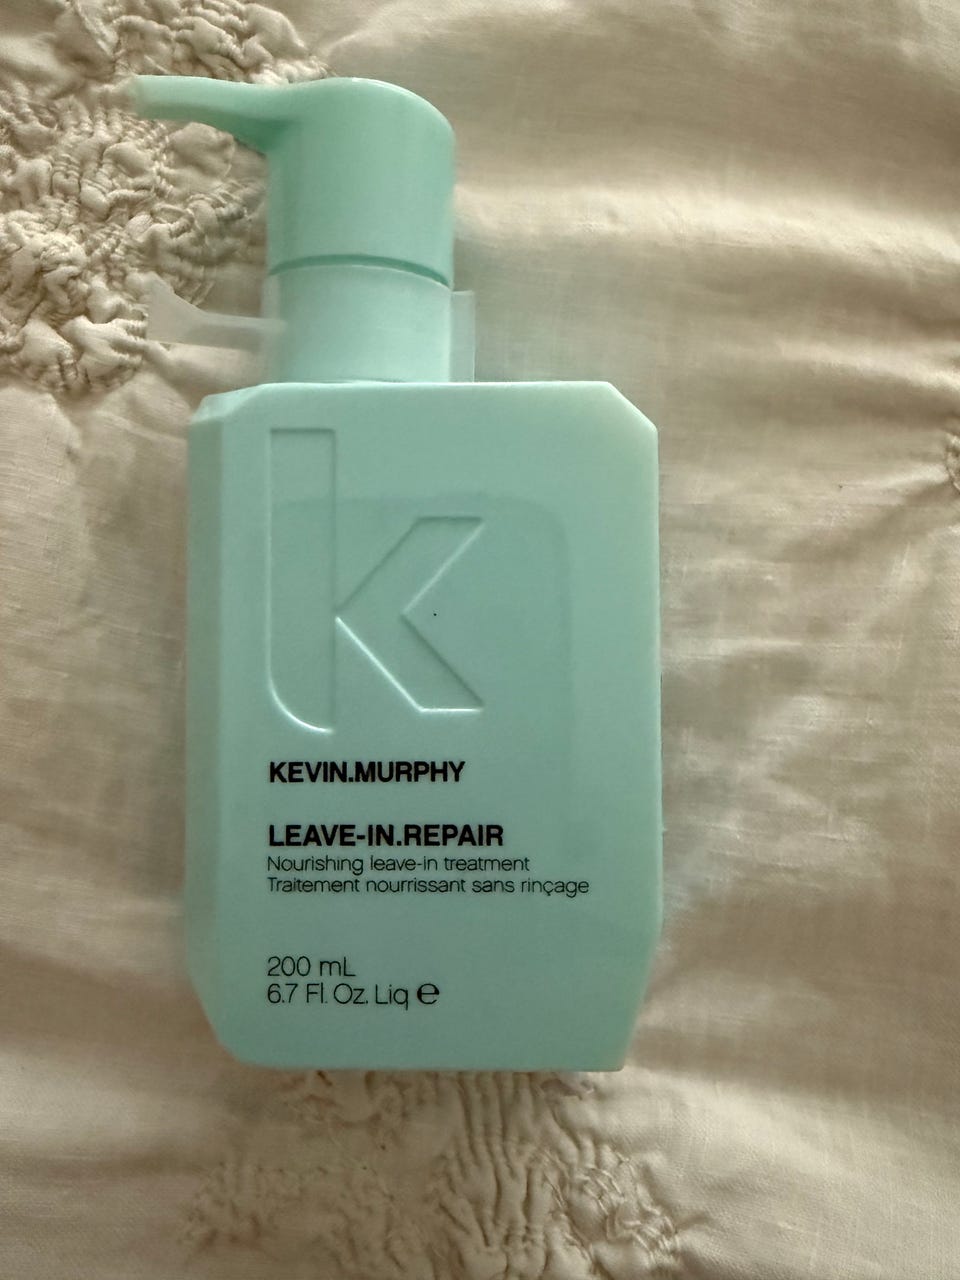 k
KEVIN.MURPHY
LEAVE-IN.REPAIR
Nourishing leave-in treatment
Traitement nourrissant sans rinçage
200 mL
6.7 Fl. Oz. Liq ℮